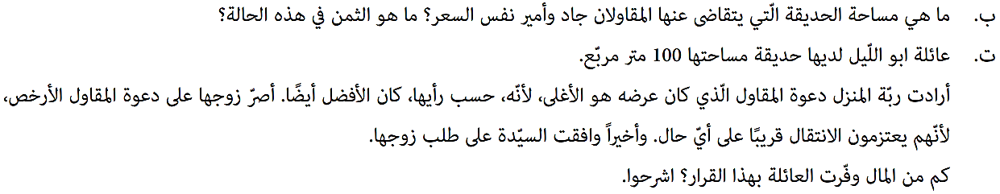 ب. ما هي مساحة الحديقة الّتي يتقاضى عنها المقاولان جاد وأمير نفس السعر؟ ما هو الثمن في هذه الحالة؟
ت. عائلة ابو اللّيل لديها حديقة مساحتها 100 متر مربّع.
أرادت ربّة المنزل دعوة المقاول الّذي كان عرضه هو الأغلى، لأنّه، حسب رأيها، كان الأفضل أيضًا. أصرّ زوجها على دعوة المقاول الأرخص،
لأنّهم يعتزمون الانتقال قريبًا على أيّ حال. وأخيراً وافقت السيّدة على طلب زوجها.
كم من المال وفّرت العائلة بهذا القرار؟ اشرحوا.